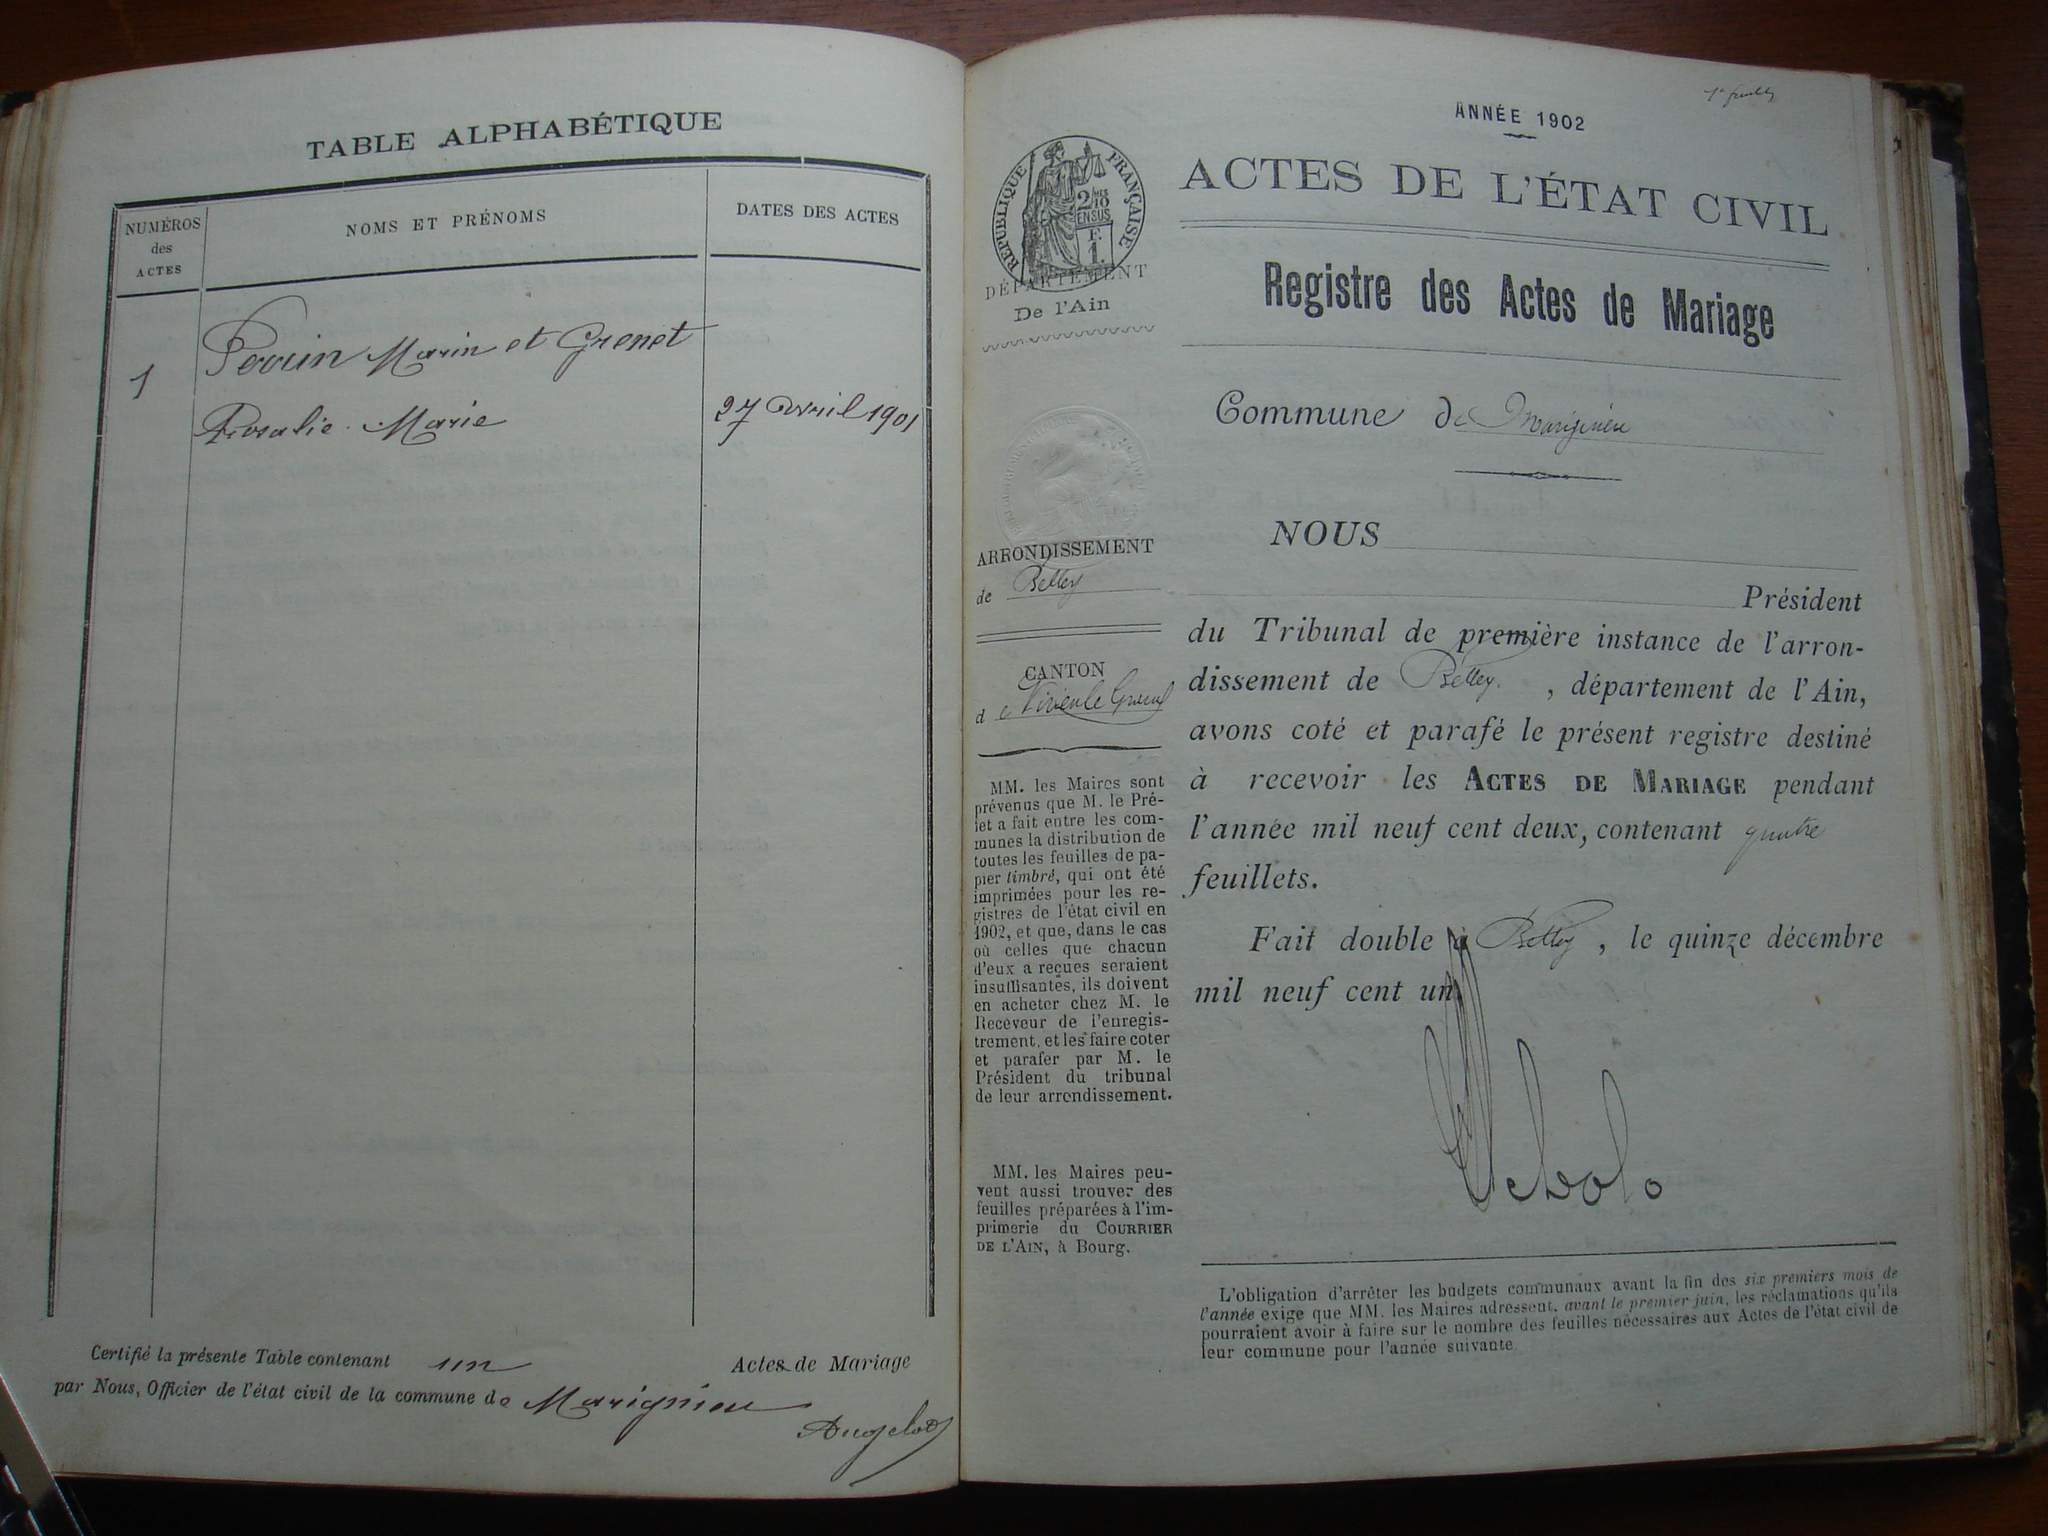 TABLE ALPHABÉTIQUE
NUMÉROS
des
ACTES
NOMS ET PRÉNOMS
DATES DES ACTES
1
Perrin Marin et Grenet
Rosalie Marie
27 avril 1901
Certifié la présente Table contenant un Actes de Mariage
par Nous, Officier de l'état civil de la commune de Marignieu
1er feuillet
ANNÉE 1902
RÉPUBLIQUE FRANÇAISE
2/10
EN SUS
F.
1.
DÉPARTEMENT
De l'Ain
ACTES DE L'ÉTAT CIVIL
Registre des Actes de Mariage
Commune de Marignieu
ARRONDISSEMENT
de Belley
CANTON
de Virieu le Grand
MM. les Maires sont
prévenus que M. le Pré-
fet a fait entre les com-
munes la distribution de
toutes les feuilles de pa-
pier timbré, qui ont été
imprimées pour les re-
gistres de l'état civil en
1902, et que, dans le cas
où celles que chacun
d'eux a reçues seraient
insuffisantes, ils doivent
en acheter chez M. le
Receveur de l'enregis-
trement, et les faire coter
et parafer par M. le
Président du tribunal
de leur arrondissement.
MM. les Maires peu-
vent aussi trouver des
feuilles préparées à l'im-
primerie du COURRIER
DE L'AIN, à Bourg.
NOUS
Président
du Tribunal de première instance de l'arron-
dissement de Belley, département de l'Ain,
avons coté et parafé le présent registre destiné
à recevoir les ACTES DE MARIAGE pendant
l'année mil neuf cent deux, contenant quatre
feuillets.
Fait double à Belley, le quinze décembre
mil neuf cent un.
L'obligation d'arrêter les budgets communaux avant la fin des six premiers mois de
l'année exige que MM. les Maires adressent, avant le premier juin, les réclamations qu'ils
pourraient avoir à faire sur le nombre des feuilles nécessaires aux Actes de l'état civil de
leur commune pour l'année suivante